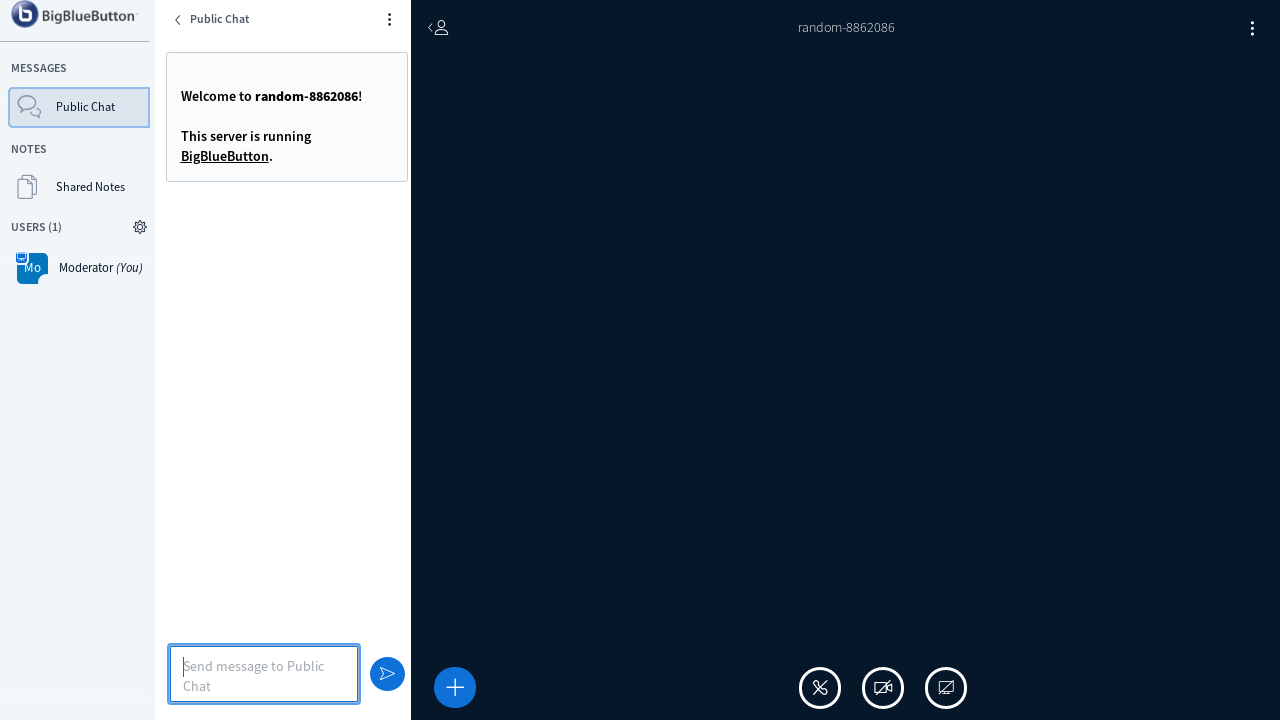 BigBlueButton
MESSAGES
Public Chat
NOTES
Shared Notes
USERS (1)
Mo
Moderator (You)
Public Chat
Welcome to random-8862086!
This server is running
BigBlueButton.
Send message to Public
Chat
random-8862086